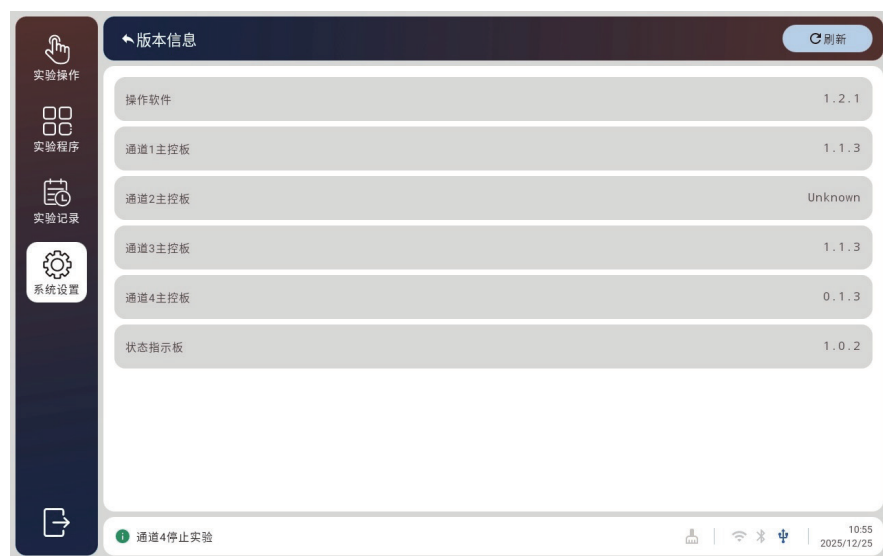 实验操作
实验程序
实验记录
系统设置
版本信息
刷新
操作软件 1.2.1
通道1主控板 1.1.3
通道2主控板 Unknown
通道3主控板 1.1.3
通道4主控板 0.1.3
状态指示板 1.0.2
通道4停止实验
10:55
2025/12/25